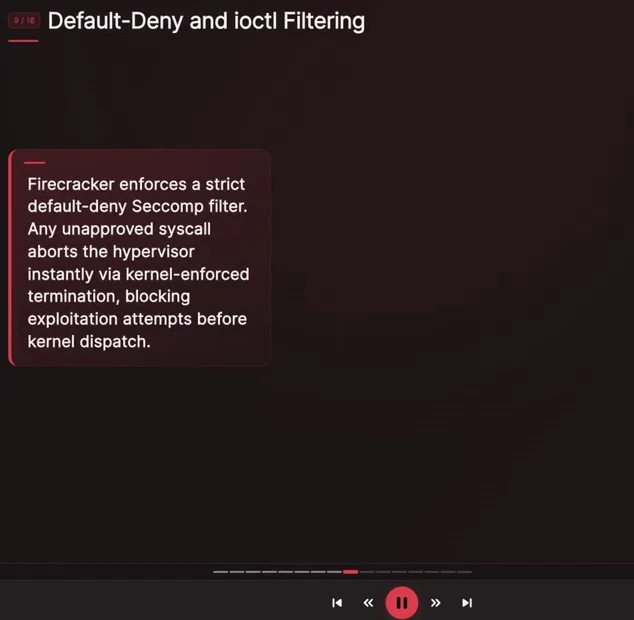 9 / 16
Default-Deny and ioctl Filtering
Firecracker enforces a strict
default-deny Seccomp filter.
Any unapproved syscall
aborts the hypervisor
instantly via kernel-enforced
termination, blocking
exploitation attempts before
kernel dispatch.